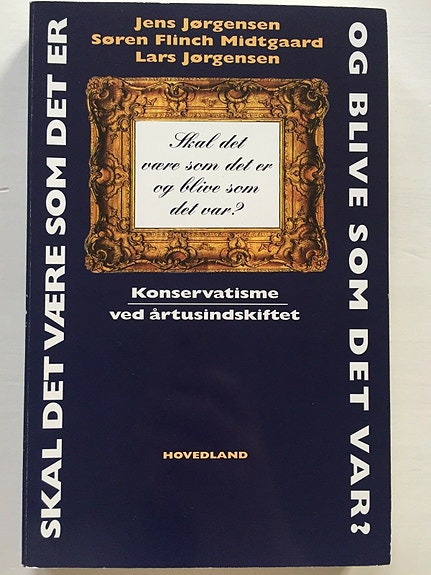 Jens Jørgensen
Søren Flinch Midtgaard
Lars Jørgensen
SKAL DET VÆRE SOM DET ER
OG BLIVE SOM DET VAR?
Skal det
være som det er
og blive som
det var?
Konservatisme
ved årtusindskiftet
HOVEDLAND